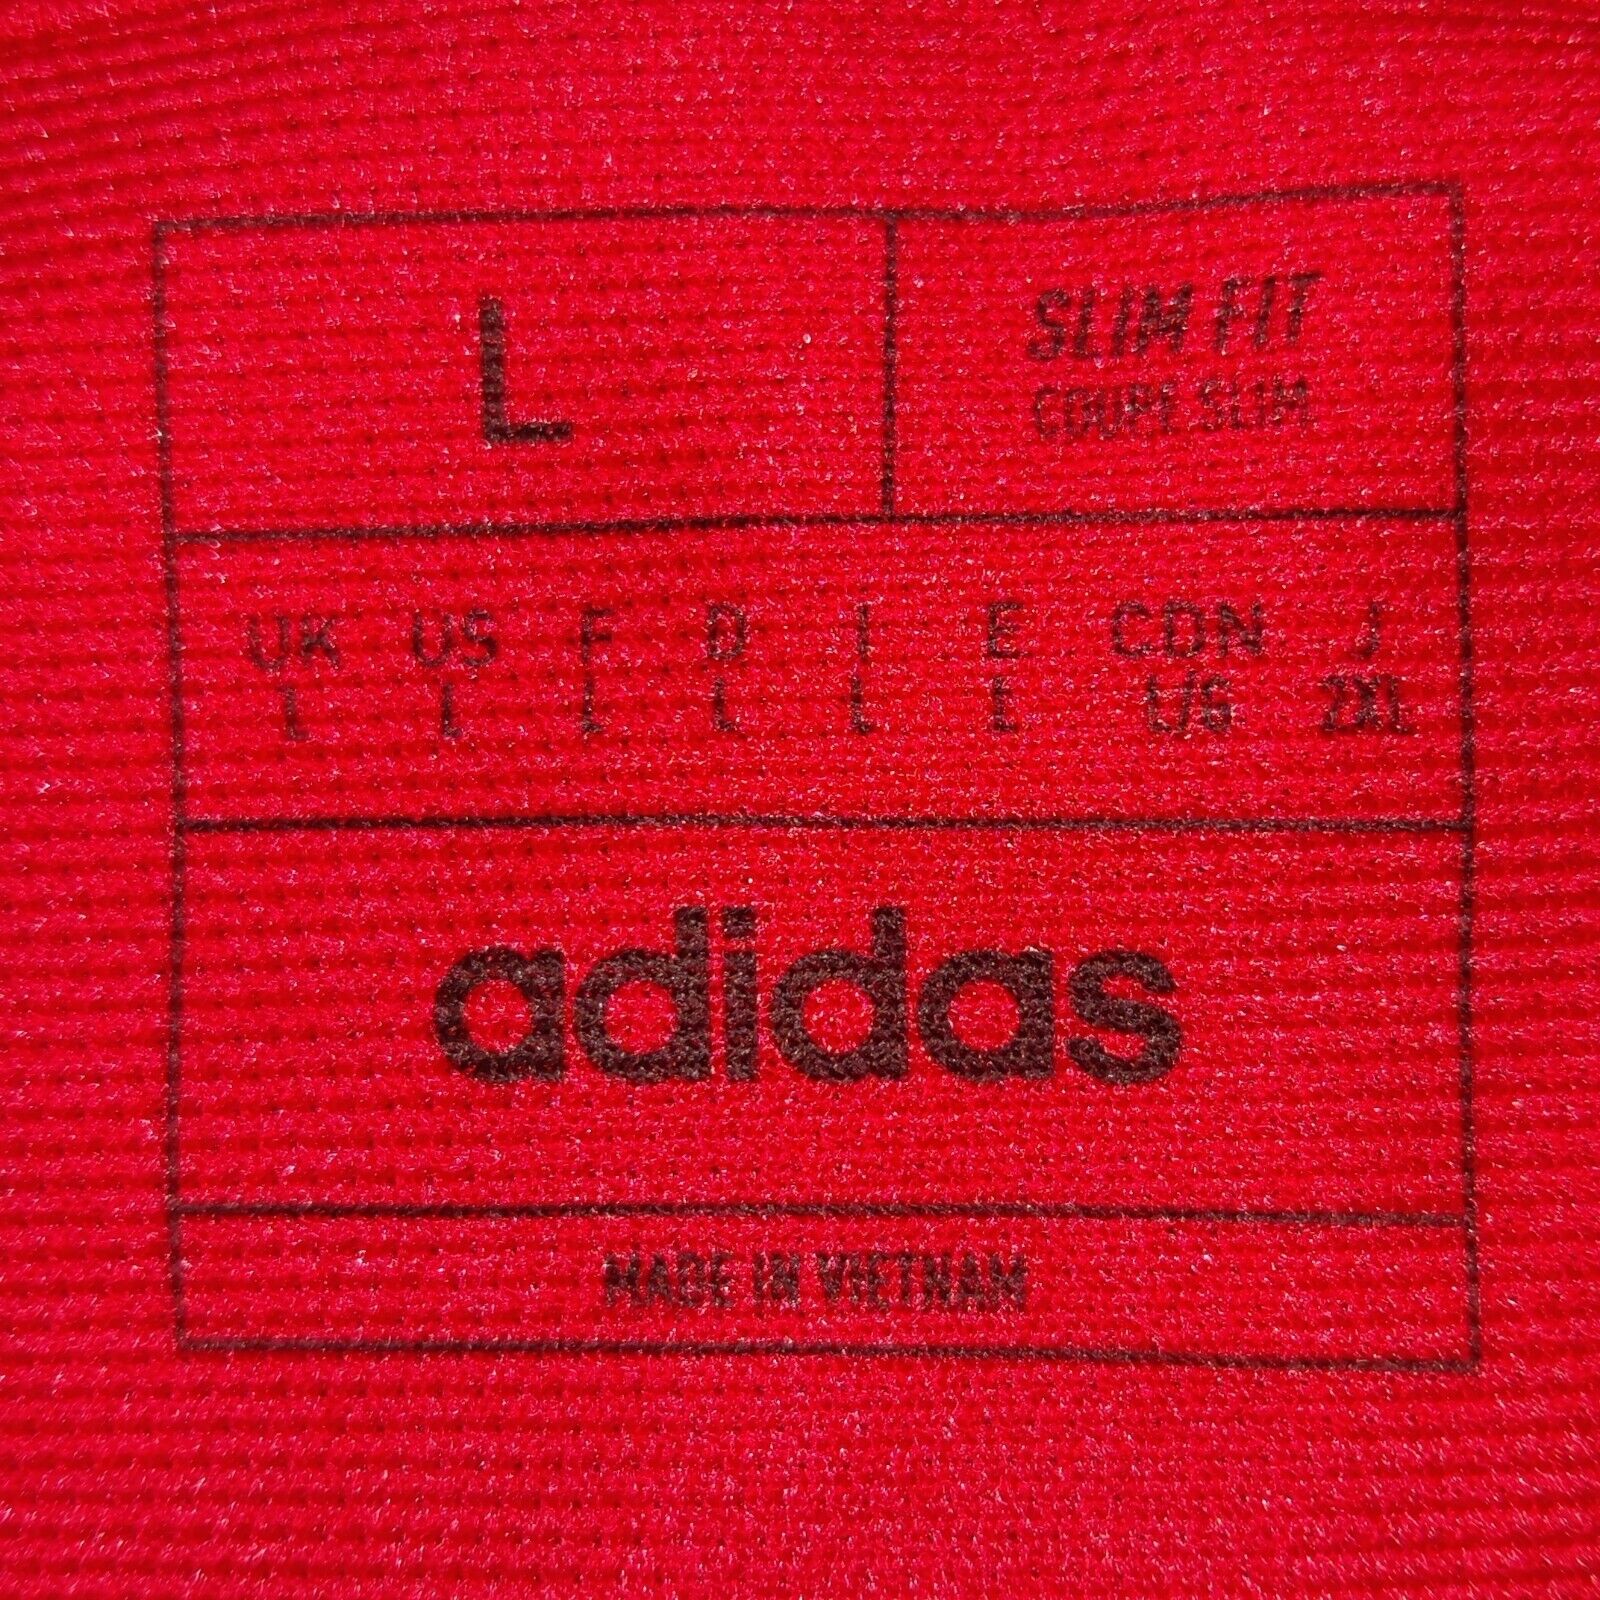 L
SLIM FIT
COUPE SLIM
UK US F D I E CDN J
L L L L L L L/G 2XL
adidas
MADE IN VIETNAM